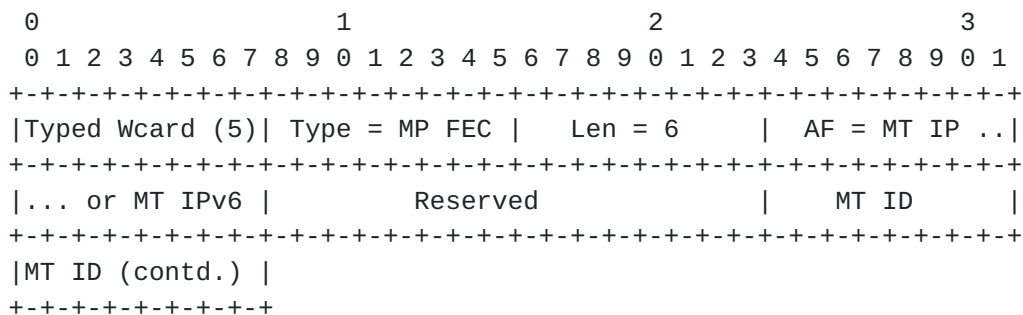 0                   1                   2                   3
 0 1 2 3 4 5 6 7 8 9 0 1 2 3 4 5 6 7 8 9 0 1 2 3 4 5 6 7 8 9 0 1
+-+-+-+-+-+-+-+-+-+-+-+-+-+-+-+-+-+-+-+-+-+-+-+-+-+-+-+-+-+-+-+-+
|Typed Wcard (5)| Type = MP FEC |   Len = 6     |  AF = MT IP ..|
+-+-+-+-+-+-+-+-+-+-+-+-+-+-+-+-+-+-+-+-+-+-+-+-+-+-+-+-+-+-+-+-+
|... or MT IPv6 |         Reserved              |    MT ID      |
+-+-+-+-+-+-+-+-+-+-+-+-+-+-+-+-+-+-+-+-+-+-+-+-+-+-+-+-+-+-+-+-+
|MT ID (contd.) |
+-+-+-+-+-+-+-+-+